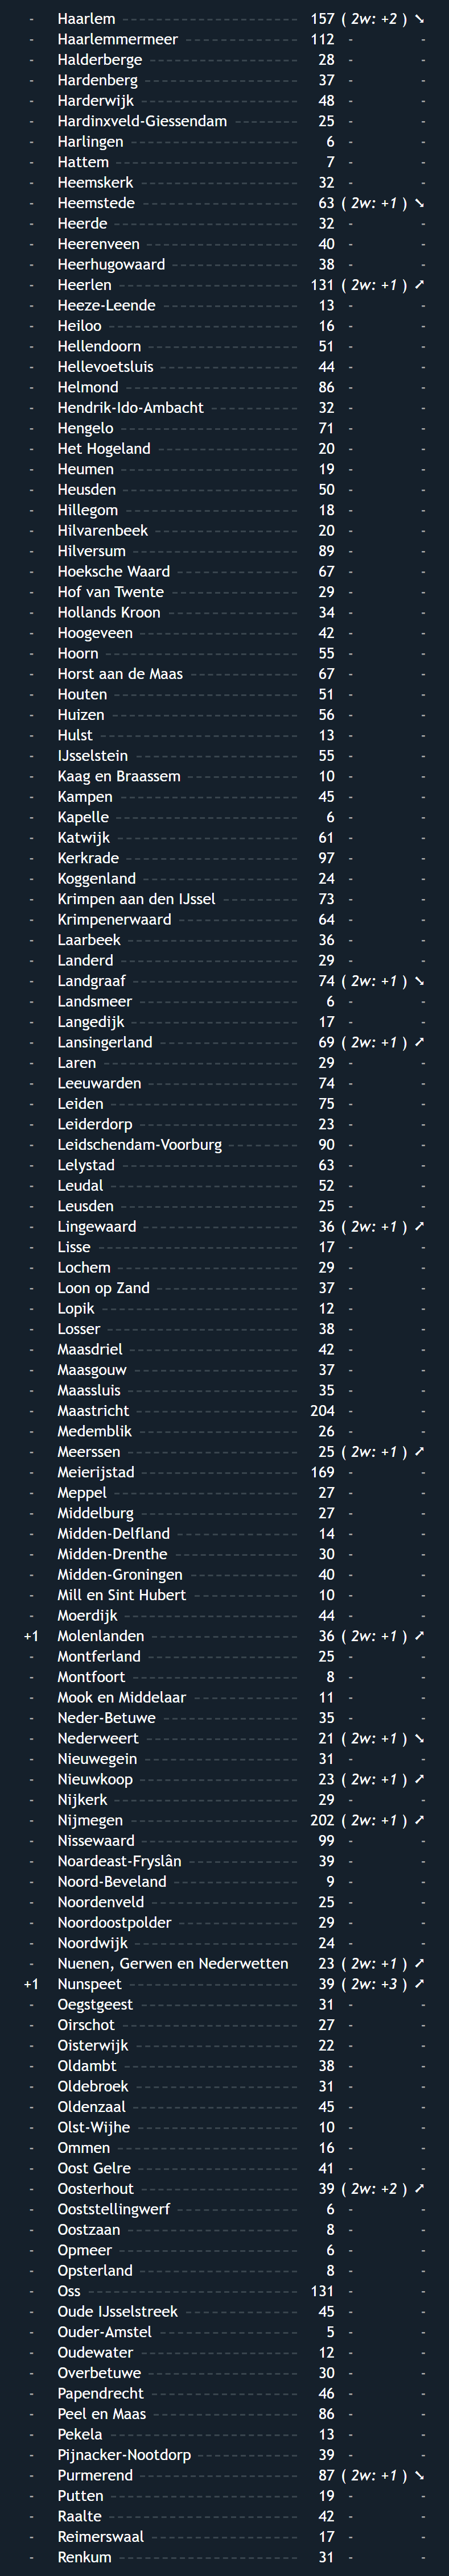 - Haarlem 157 ( 2w: +2 ) ➘
- Haarlemmermeer 112 - -
- Halderberge 28 - -
- Hardenberg 37 - -
- Harderwijk 48 - -
- Hardinxveld-Giessendam 25 - -
- Harlingen 6 - -
- Hattem 7 - -
- Heemskerk 32 - -
- Heemstede 63 ( 2w: +1 ) ➘
- Heerde 32 - -
- Heerenveen 40 - -
- Heerhugowaard 38 - -
- Heerlen 131 ( 2w: +1 ) ➚
- Heeze-Leende 13 - -
- Heiloo 16 - -
- Hellendoorn 51 - -
- Hellevoetsluis 44 - -
- Helmond 86 - -
- Hendrik-Ido-Ambacht 32 - -
- Hengelo 71 - -
- Het Hogeland 20 - -
- Heumen 19 - -
- Heusden 50 - -
- Hillegom 18 - -
- Hilvarenbeek 20 - -
- Hilversum 89 - -
- Hoeksche Waard 67 - -
- Hof van Twente 29 - -
- Hollands Kroon 34 - -
- Hoogeveen 42 - -
- Hoorn 55 - -
- Horst aan de Maas 67 - -
- Houten 51 - -
- Huizen 56 - -
- Hulst 13 - -
- IJsselstein 55 - -
- Kaag en Braassem 10 - -
- Kampen 45 - -
- Kapelle 6 - -
- Katwijk 61 - -
- Kerkrade 97 - -
- Koggenland 24 - -
- Krimpen aan den IJssel 73 - -
- Krimpenerwaard 64 - -
- Laarbeek 36 - -
- Landerd 29 - -
- Landgraaf 74 ( 2w: +1 ) ➘
- Landsmeer 6 - -
- Langedijk 17 - -
- Lansingerland 69 ( 2w: +1 ) ➚
- Laren 29 - -
- Leeuwarden 74 - -
- Leiden 75 - -
- Leiderdorp 23 - -
- Leidschendam-Voorburg 90 - -
- Lelystad 63 - -
- Leudal 52 - -
- Leusden 25 - -
- Lingewaard 36 ( 2w: +1 ) ➚
- Lisse 17 - -
- Lochem 29 - -
- Loon op Zand 37 - -
- Lopik 12 - -
- Losser 38 - -
- Maasdriel 42 - -
- Maasgouw 37 - -
- Maassluis 35 - -
- Maastricht 204 - -
- Medemblik 26 - -
- Meerssen 25 ( 2w: +1 ) ➚
- Meierijstad 169 - -
- Meppel 27 - -
- Middelburg 27 - -
- Midden-Delfland 14 - -
- Midden-Drenthe 30 - -
- Midden-Groningen 40 - -
- Mill en Sint Hubert 10 - -
- Moerdijk 44 - -
+1 Molenlanden 36 ( 2w: +1 ) ➚
- Montferland 25 - -
- Montfoort 8 - -
- Mook en Middelaar 11 - -
- Neder-Betuwe 35 - -
- Nederweert 21 ( 2w: +1 ) ➘
- Nieuwegein 31 - -
- Nieuwkoop 23 ( 2w: +1 ) ➚
- Nijkerk 29 - -
- Nijmegen 202 ( 2w: +1 ) ➚
- Nissewaard 99 - -
- Noardeast-Fryslân 39 - -
- Noord-Beveland 9 - -
- Noordenveld 25 - -
- Noordoostpolder 29 - -
- Noordwijk 24 - -
- Nuenen, Gerwen en Nederwetten 23 ( 2w: +1 ) ➚
+1 Nunspeet 39 ( 2w: +3 ) ➚
- Oegstgeest 31 - -
- Oirschot 27 - -
- Oisterwijk 22 - -
- Oldambt 38 - -
- Oldebroek 31 - -
- Oldenzaal 45 - -
- Olst-Wijhe 10 - -
- Ommen 16 - -
- Oost Gelre 41 - -
- Oosterhout 39 ( 2w: +2 ) ➚
- Ooststellingwerf 6 - -
- Oostzaan 8 - -
- Opmeer 6 - -
- Opsterland 8 - -
- Oss 131 - -
- Oude IJsselstreek 45 - -
- Ouder-Amstel 5 - -
- Oudewater 12 - -
- Overbetuwe 30 - -
- Papendrecht 46 - -
- Peel en Maas 86 - -
- Pekela 13 - -
- Pijnacker-Nootdorp 39 - -
- Purmerend 87 ( 2w: +1 ) ➘
- Putten 19 - -
- Raalte 42 - -
- Reimerswaal 17 - -
- Renkum 31 - -